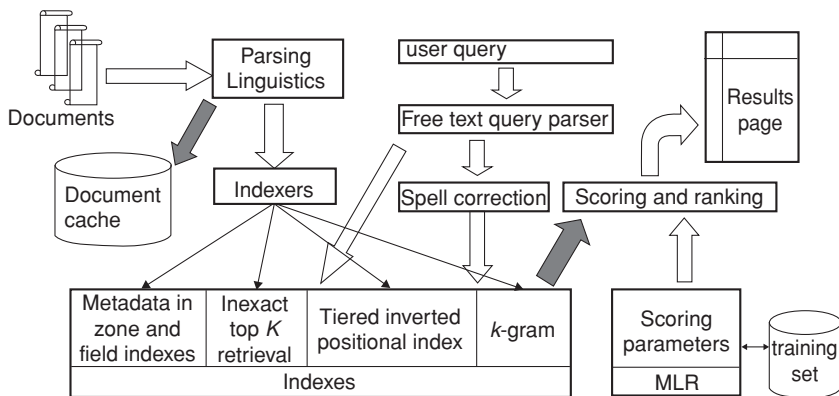 Documents
Parsing
Linguistics
user query
Results
page
Free text query parser
Document
cache
Indexers
Spell correction
Scoring and ranking
Metadata in
zone and
field indexes
Inexact
top K
retrieval
Tiered inverted
positional index
k-gram
Indexes
Scoring
parameters
MLR
training
set